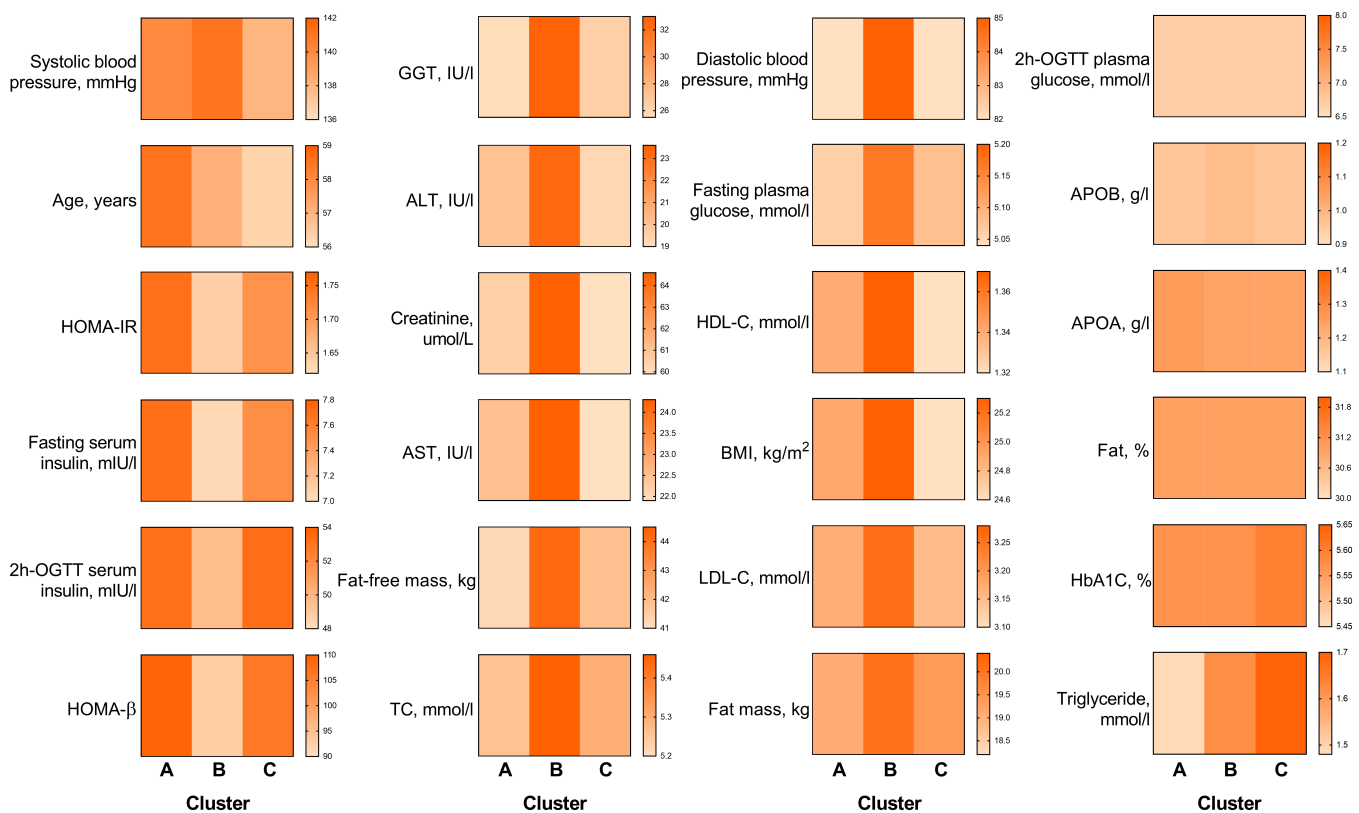 Systolic blood
pressure, mmHg
142
140
138
136
Age, years
59
58
57
56
HOMA-IR
1.75
1.70
1.65
Fasting serum
insulin, mIU/l
7.8
7.6
7.4
7.2
7.0
2h-OGTT serum
insulin, mIU/l
54
52
50
48
HOMA-β
110
105
100
95
90
A B C
Cluster
GGT, IU/l
32
30
28
26
ALT, IU/l
23
22
21
20
19
Creatinine,
umol/L
64
63
62
61
60
AST, IU/l
24.0
23.5
23.0
22.5
22.0
Fat-free mass, kg
44
43
42
41
TC, mmol/l
5.4
5.3
5.2
A B C
Cluster
Diastolic blood
pressure, mmHg
85
84
83
82
Fasting plasma
glucose, mmol/l
5.20
5.15
5.10
5.05
HDL-C, mmol/l
1.36
1.34
1.32
BMI, kg/m²
25.2
25.0
24.8
24.6
LDL-C, mmol/l
3.25
3.20
3.15
3.10
Fat mass, kg
20.0
19.5
19.0
18.5
A B C
Cluster
2h-OGTT plasma
glucose, mmol/l
8.0
7.5
7.0
6.5
APOB, g/l
1.2
1.1
1.0
0.9
APOA, g/l
1.4
1.3
1.2
1.1
Fat, %
31.8
31.2
30.6
30.0
HbA1C, %
5.65
5.60
5.55
5.50
5.45
Triglyceride,
mmol/l
1.7
1.6
1.5
A B C
Cluster